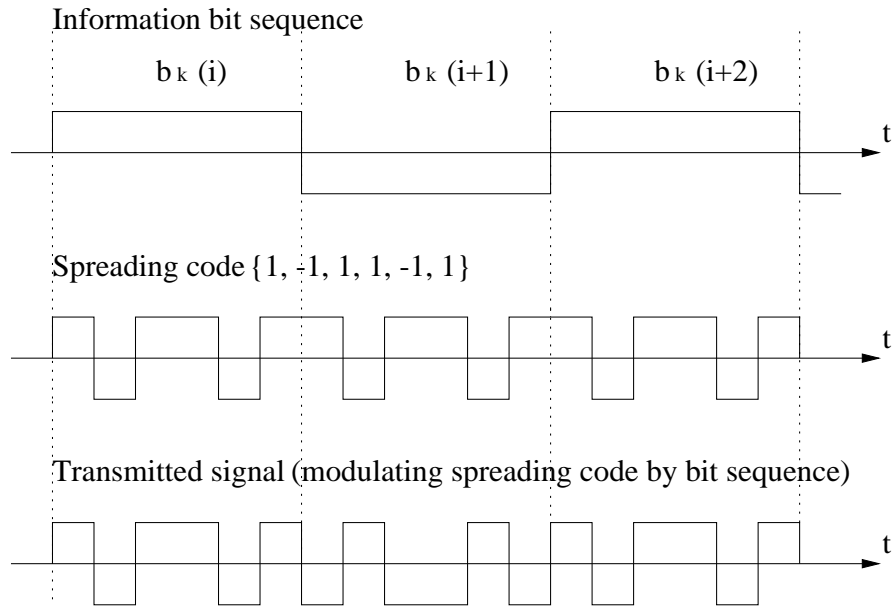 Information bit sequence
b k (i) b k (i+1) b k (i+2)
t
Spreading code {1, -1, 1, 1, -1, 1}
t
Transmitted signal (modulating spreading code by bit sequence)
t